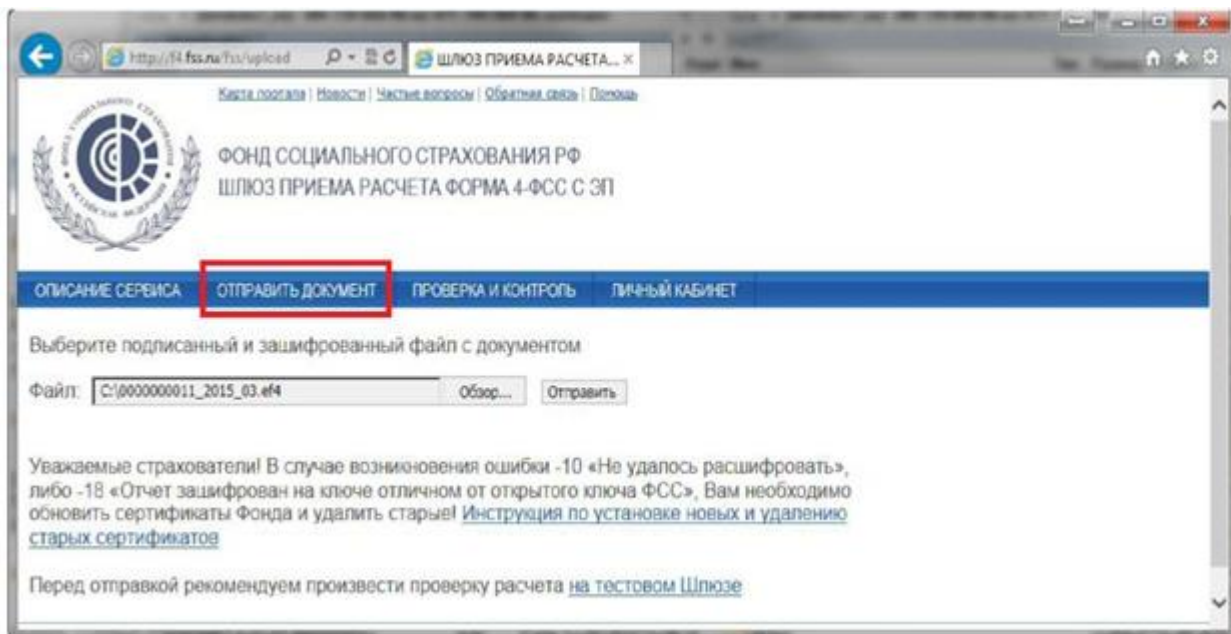 http://f4.fss.ru/fss/upload
ШЛЮЗ ПРИЕМА РАСЧЕТА...
Карта портала | Новости | Частые вопросы | Обратная связь | Помощь
ФОНД СОЦИАЛЬНОГО СТРАХОВАНИЯ РФ
ШЛЮЗ ПРИЕМА РАСЧЕТА ФОРМА 4-ФСС С ЭП
ОПИСАНИЕ СЕРВИСА ОТПРАВИТЬ ДОКУМЕНТ ПРОВЕРКА И КОНТРОЛЬ ЛИЧНЫЙ КАБИНЕТ
Выберите подписанный и зашифрованный файл с документом
Файл: C:\0000000011_2015_03.ef4 Обзор... Отправить
Уважаемые страхователи! В случае возникновения ошибки -10 «Не удалось расшифровать»,
либо -18 «Отчет зашифрован на ключе отличном от открытого ключа ФСС», Вам необходимо
обновить сертификаты Фонда и удалить старые! Инструкция по установке новых и удалению
старых сертификатов
Перед отправкой рекомендуем произвести проверку расчета на тестовом Шлюзе